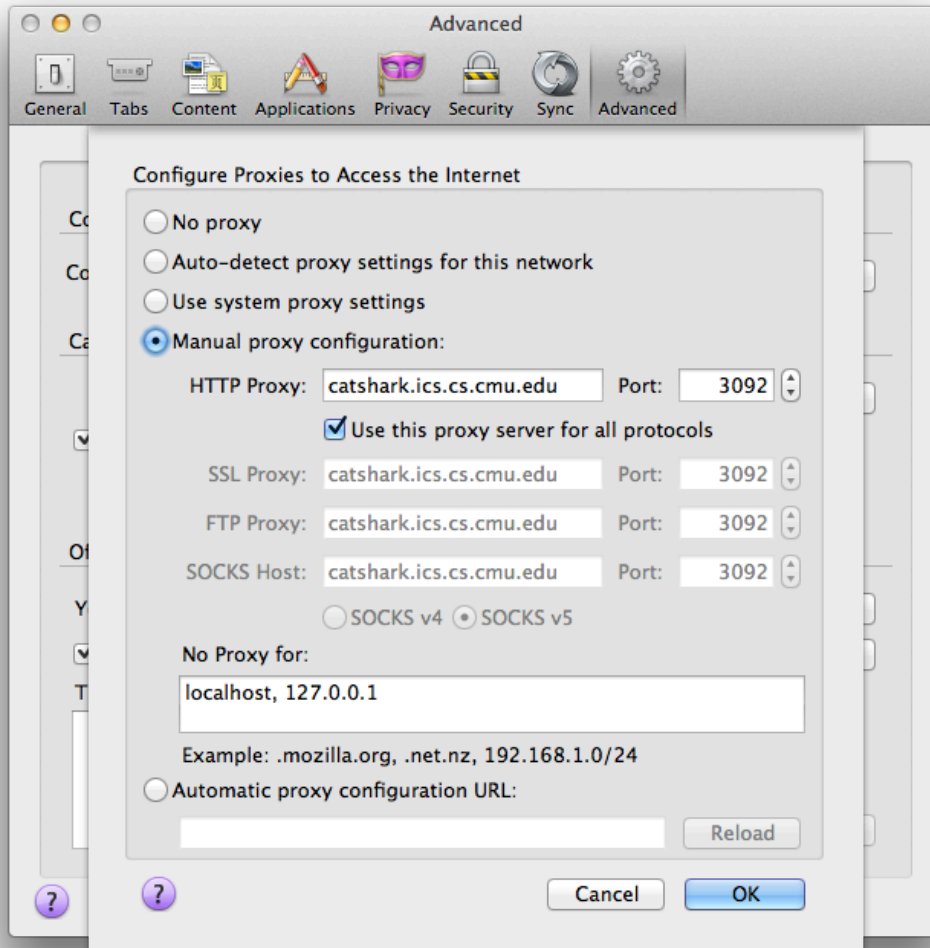 Advanced
General Tabs Content Applications Privacy Security Sync Advanced
Configure Proxies to Access the Internet
No proxy
Auto-detect proxy settings for this network
Use system proxy settings
Manual proxy configuration:
HTTP Proxy: catshark.ics.cs.cmu.edu Port: 3092
Use this proxy server for all protocols
SSL Proxy: catshark.ics.cs.cmu.edu Port: 3092
FTP Proxy: catshark.ics.cs.cmu.edu Port: 3092
SOCKS Host: catshark.ics.cs.cmu.edu Port: 3092
SOCKS v4 SOCKS v5
No Proxy for:
localhost, 127.0.0.1
Example: .mozilla.org, .net.nz, 192.168.1.0/24
Automatic proxy configuration URL:
Reload
? ? Cancel OK